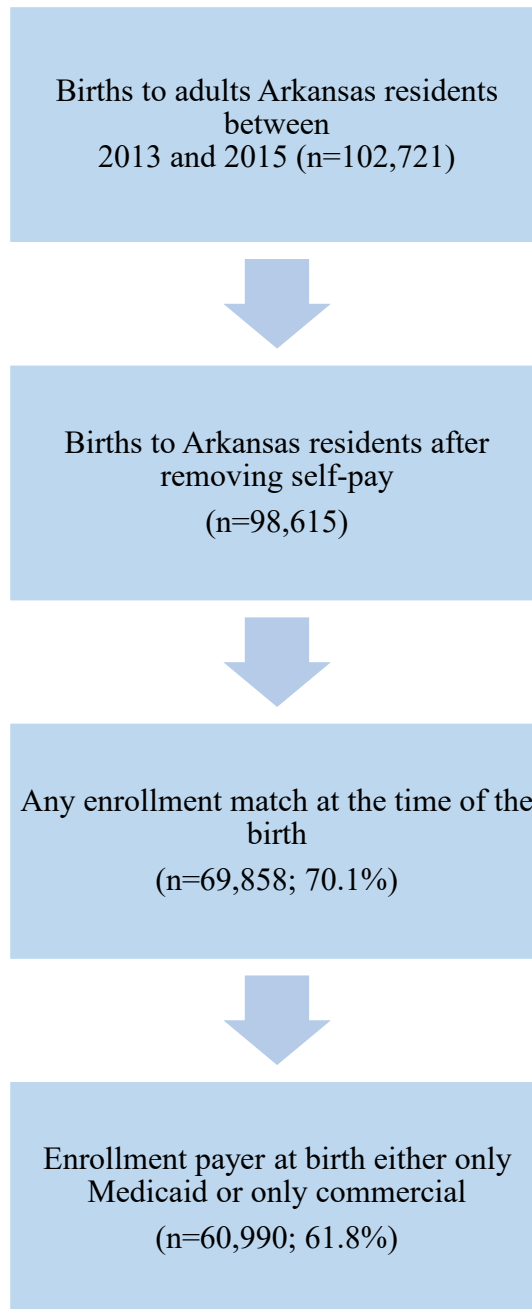 Births to adults Arkansas residents
between
2013 and 2015 (n=102,721)
Births to Arkansas residents after
removing self-pay
(n=98,615)
Any enrollment match at the time of the
birth
(n=69,858; 70.1%)
Enrollment payer at birth either only
Medicaid or only commercial
(n=60,990; 61.8%)